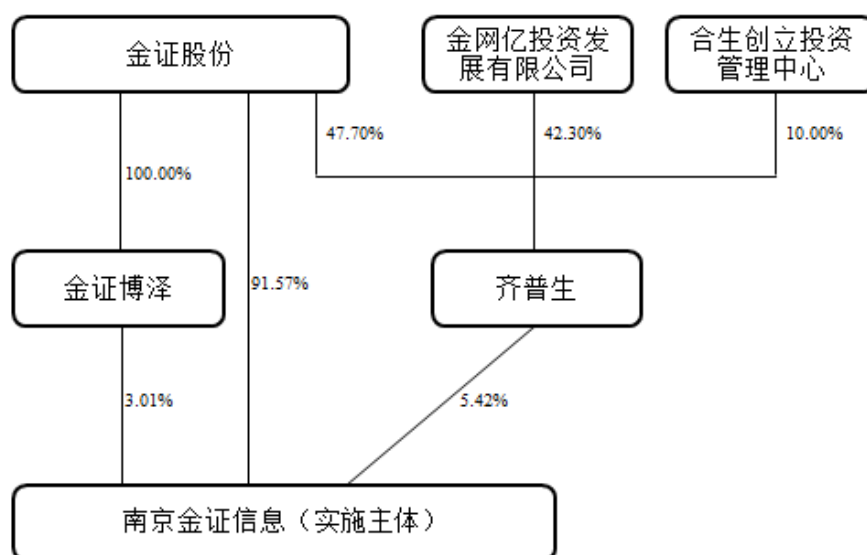 金证股份
金网亿投资发
展有限公司
合生创立投资
管理中心
47.70%
42.30%
10.00%
100.00%
金证博泽
91.57%
齐普生
3.01%
5.42%
南京金证信息（实施主体）